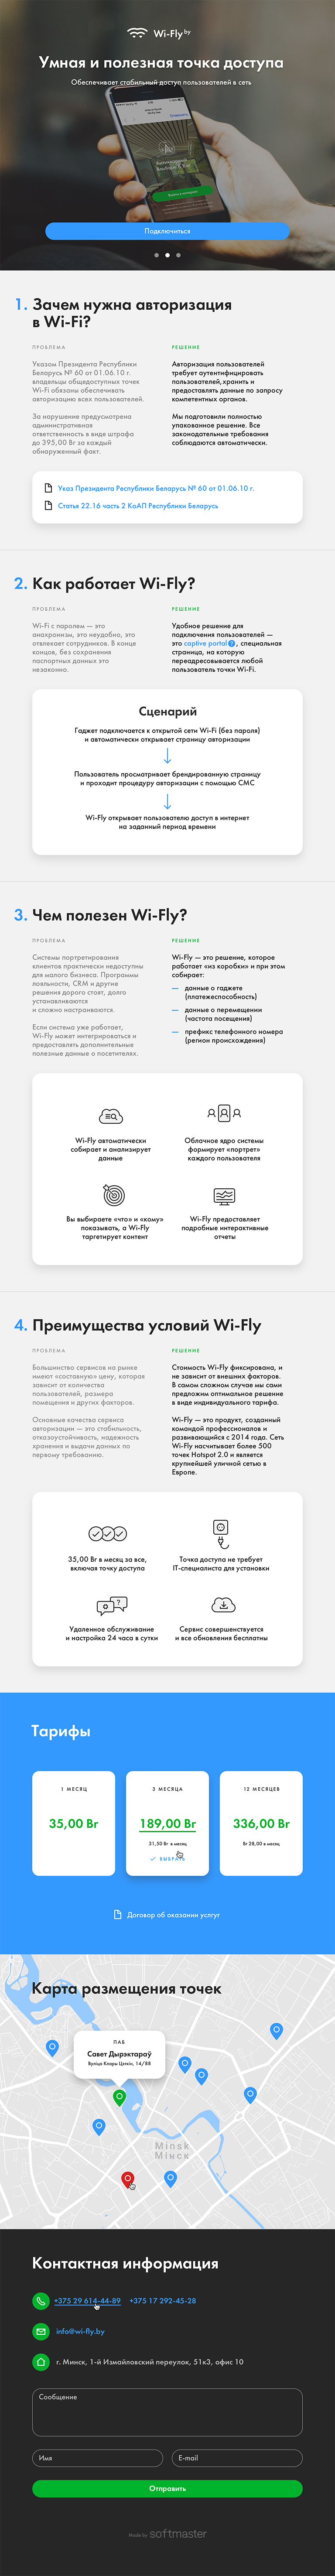 Wi-Fly by
Умная и полезная точка доступа
Обеспечивает стабильный доступ пользователей в сеть
Подключиться
1. Зачем нужна авторизация
в Wi-Fi?
ПРОБЛЕМА
Указом Президента Республики
Беларусь № 60 от 01.06.10 г.
владельцы общедоступных точек
Wi-Fi обязаны обеспечивать
авторизацию всех пользователей.
За нарушение предусмотрена
административная
ответственность в виде штрафа
до 395,00 Br за каждый
обнаруженный факт.
РЕШЕНИЕ
Авторизация пользователей
требует аутентифицировать
пользователей, хранить и
предоставлять данные по запросу
компетентных органов.
Мы подготовили полностью
упакованное решение. Все
законодательные требования
соблюдаются автоматически.
Указ Президента Республики Беларусь № 60 от 01.06.10 г.
Статья 22.16 часть 2 КоАП Республики Беларусь
2. Как работает Wi-Fly?
ПРОБЛЕМА
Wi-Fi с паролем — это
анахронизм, это неудобно, это
отвлекает сотрудников. В конце
концов, без сохранения
паспортных данных это
незаконно.
РЕШЕНИЕ
Удобное решение для
подключения пользователей —
это captive portal ?, специальная
страница, на которую
переадресовывается любой
пользователь точки Wi-Fi.
Сценарий
Гаджет подключается к открытой сети Wi-Fi (без пароля)
и автоматически открывает страницу авторизации
Пользователь просматривает брендированную страницу
и проходит процедуру авторизации с помощью СМС
Wi-Fly открывает пользователю доступ в интернет
на заданный период времени
3. Чем полезен Wi-Fly?
ПРОБЛЕМА
Системы портретирования
клиентов практически недоступны
для малого бизнеса. Программы
лояльности, CRM и другие
решения дорого стоят, долго
устанавливаются
и сложно настраиваются.
Если система уже работает,
Wi-Fly может интегрироваться и
предоставлять дополнительные
полезные данные о посетителях.
РЕШЕНИЕ
Wi-Fly — это решение, которое
работает «из коробки» и при этом
собирает:
— данные о гаджете
(платежеспособность)
— данные о перемещении
(частота посещения)
— префикс телефонного номера
(регион происхождения)
Wi-Fly автоматически
собирает и анализирует
данные
Облачное ядро системы
формирует «портрет»
каждого пользователя
Вы выбираете «что» и «кому»
показывать, а Wi-Fly
таргетирует контент
Wi-Fly предоставляет
подробные интерактивные
отчеты
4. Преимущества условий Wi-Fly
ПРОБЛЕМА
Большинство сервисов на рынке
имеют «составную» цену, которая
зависит от количества
пользователей, размера
помещения и других факторов.
Основные качества сервиса
авторизации — это стабильность,
отказоустойчивость, надежность
хранения и выдачи данных по
первому требованию.
РЕШЕНИЕ
Стоимость Wi-Fly фиксирована, и
не зависит от внешних факторов.
В самом сложном случае мы сами
предложим оптимальное решение
в виде индивидуального тарифа.
Wi-Fly — это продукт, созданный
командой профессионалов и
развивающийся с 2014 года. Сеть
Wi-Fly насчитывает более 500
точек Hotspot 2.0 и является
крупнейшей уличной сетью в
Европе.
35,00 Br в месяц за все,
включая точку доступа
Точка доступа не требует
IT-специалиста для установки
Удаленное обслуживание
и настройка 24 часа в сутки
Сервис совершенствуется
и все обновления бесплатны
Тарифы
1 МЕСЯЦ
35,00 Br
3 МЕСЯЦА
189,00 Br
31,50 Br в месяц
ВЫБРАТЬ
12 МЕСЯЦЕВ
336,00 Br
Br 28,00 в месяц
Договор об оказании услгут
Карта размещения точек
ПАБ
Савет Дырэктараў
Вуліца Клары Цэткін, 14/88
Minsk
Мінск
Контактная информация
+375 29 614-44-89 +375 17 292-45-28
info@wi-fly.by
г. Минск, 1-й Измайловский переулок, 51к3, офис 10
Сообщение
Имя
E-mail
Отправить
Made by softmaster